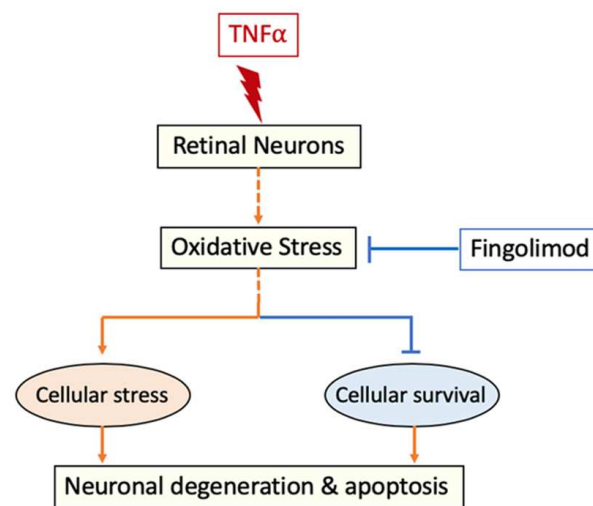 TNFα
Retinal Neurons
Oxidative Stress
Fingolimod
Cellular stress
Cellular survival
Neuronal degeneration & apoptosis